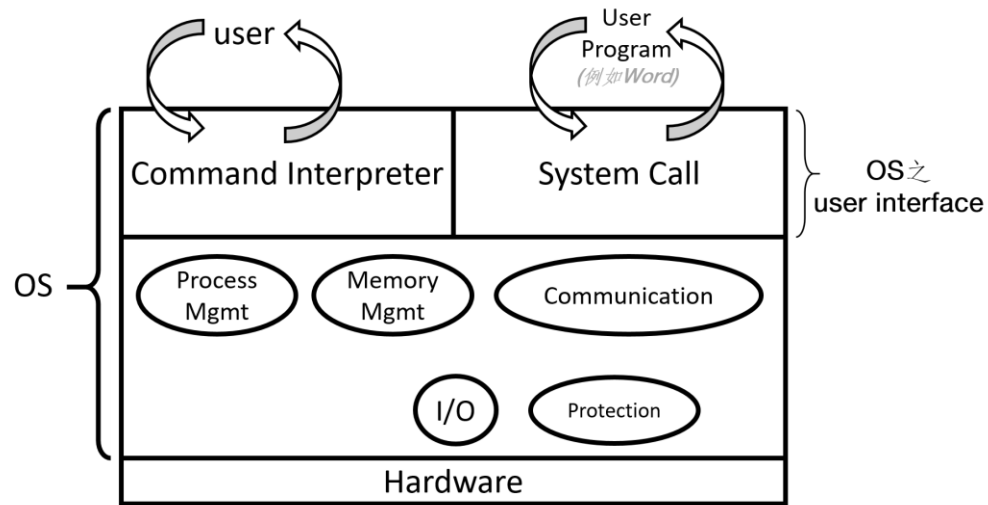 user
User
Program
(例如Word)
Command Interpreter
System Call
OS之
user interface
OS
Process
Mgmt
Memory
Mgmt
Communication
I/O
Protection
Hardware